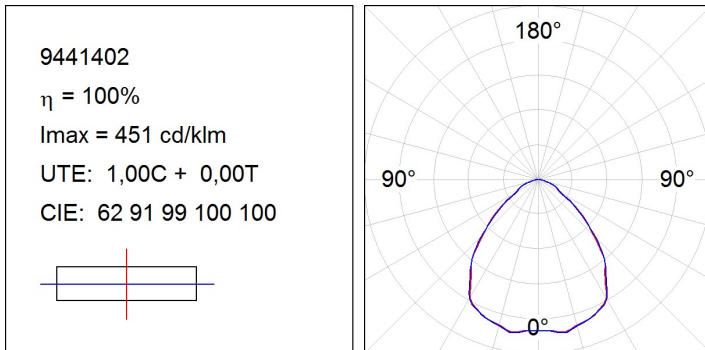 9441402
η = 100%
Imax = 451 cd/klm
UTE: 1,00C + 0,00T
CIE: 62 91 99 100 100
180°
90° 90°
0°